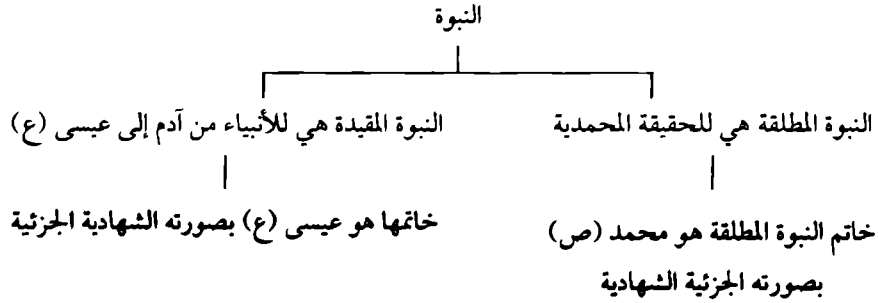 النبوة
النبوة المطلقة هي للحقيقة المحمدية
النبوة المقيدة هي للأنبياء من آدم إلى عيسى (ع)
خاتم النبوة المطلقة هو محمد (ص)
بصورته الجزئية الشهادية
خاتمها هو عيسى (ع) بصورته الشهادية الجزئية